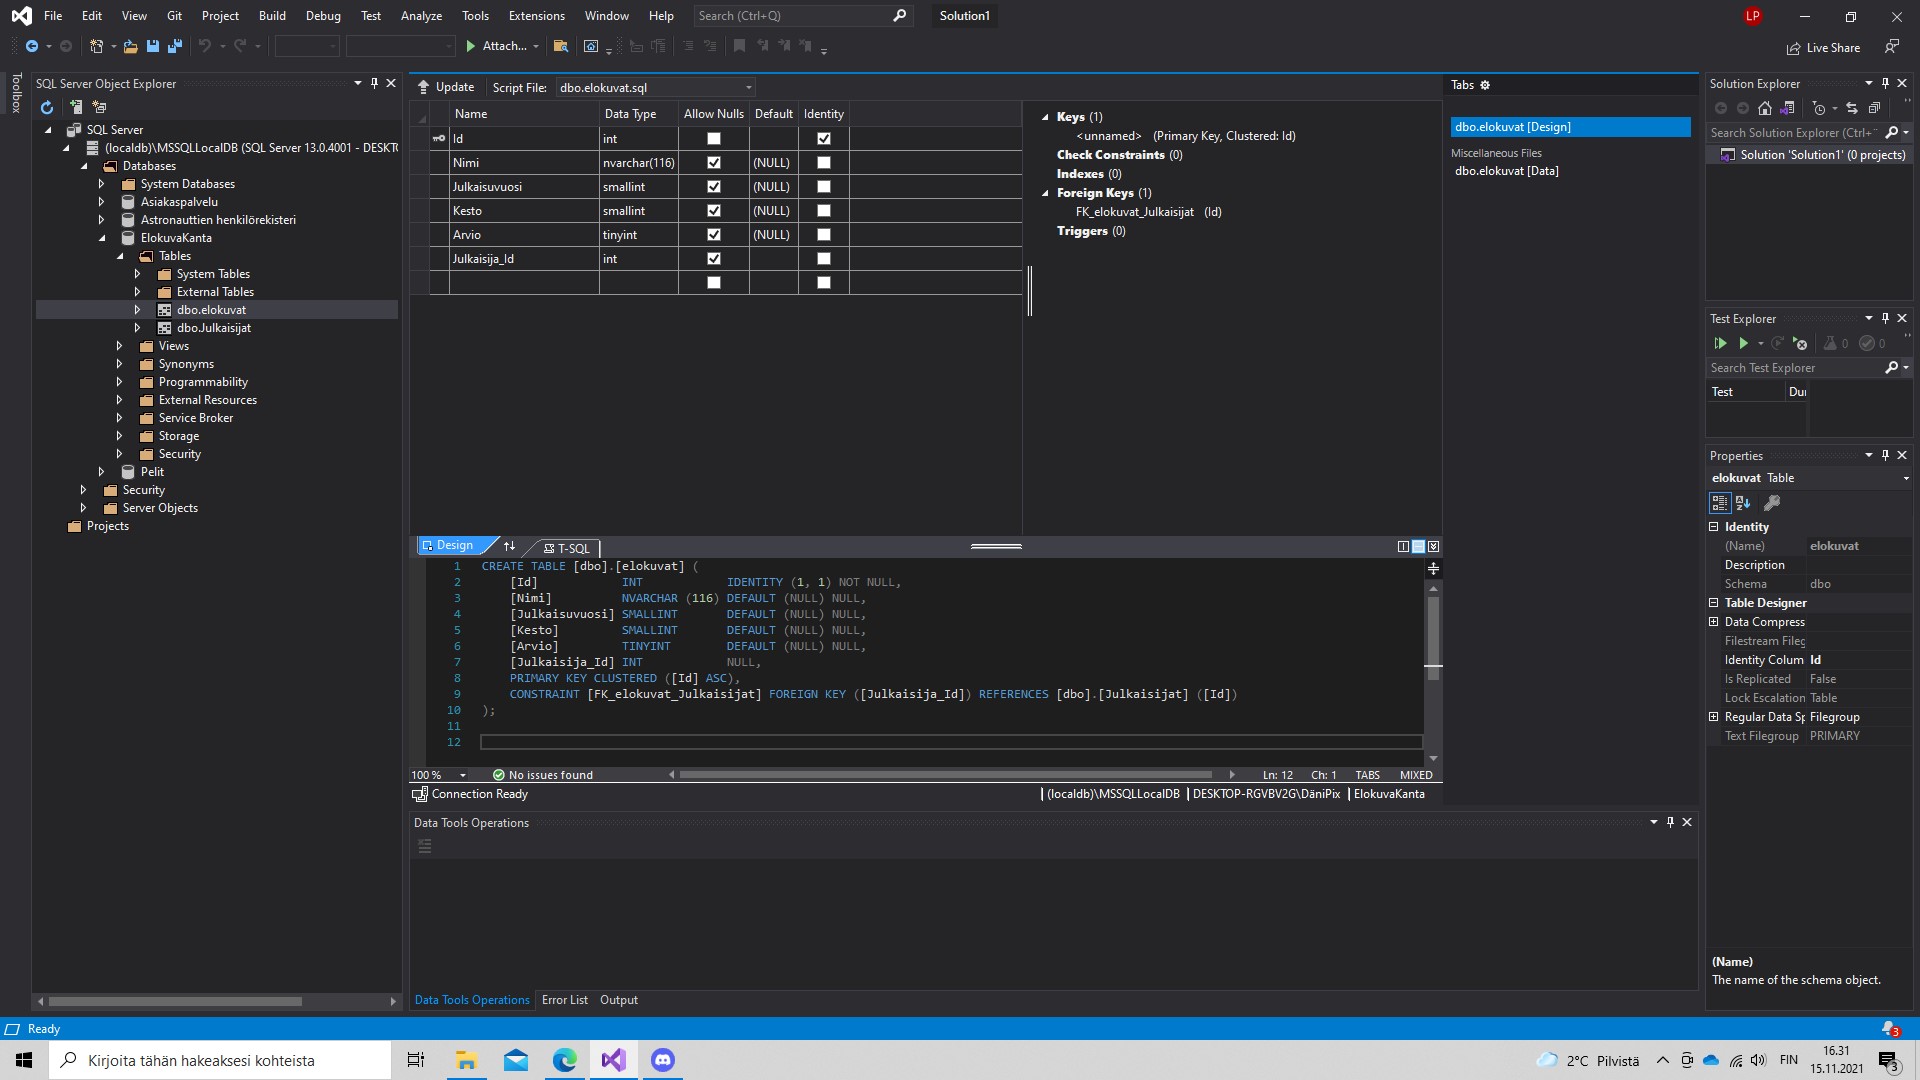 File Edit View Git Project Build Debug Test Analyze Tools Extensions Window Help Search (Ctrl+Q) Solution1 LP
Attach... Live Share
Toolbox
SQL Server Object Explorer
SQL Server
(localdb)\MSSQLLocalDB (SQL Server 13.0.4001 - DESKT
Databases
System Databases
Asiakaspalvelu
Astronauttien henkilörekisteri
ElokuvaKanta
Tables
System Tables
External Tables
dbo.elokuvat
dbo.Julkaisijat
Views
Synonyms
Programmability
External Resources
Service Broker
Storage
Security
Pelit
Security
Server Objects
Projects
Update Script File: dbo.elokuvat.sql
Name Data Type Allow Nulls Default Identity
Id int
Nimi nvarchar(116) (NULL)
Julkaisuvuosi smallint (NULL)
Kesto smallint (NULL)
Arvio tinyint (NULL)
Julkaisija_Id int
Keys (1)
<unnamed> (Primary Key, Clustered: Id)
Check Constraints (0)
Indexes (0)
Foreign Keys (1)
FK_elokuvat_Julkaisijat (Id)
Triggers (0)
Design T-SQL
1 CREATE TABLE [dbo].[elokuvat] (
2 [Id] INT IDENTITY (1, 1) NOT NULL,
3 [Nimi] NVARCHAR (116) DEFAULT (NULL) NULL,
4 [Julkaisuvuosi] SMALLINT DEFAULT (NULL) NULL,
5 [Kesto] SMALLINT DEFAULT (NULL) NULL,
6 [Arvio] TINYINT DEFAULT (NULL) NULL,
7 [Julkaisija_Id] INT NULL,
8 PRIMARY KEY CLUSTERED ([Id] ASC),
9 CONSTRAINT [FK_elokuvat_Julkaisijat] FOREIGN KEY ([Julkaisija_Id]) REFERENCES [dbo].[Julkaisijat] ([Id])
10 );
11
12
100 % No issues found Ln: 12 Ch: 1 TABS MIXED
Connection Ready (localdb)\MSSQLLocalDB DESKTOP-RGVBV2G\DäniPix ElokuvaKanta
Data Tools Operations
Data Tools Operations Error List Output
Tabs
dbo.elokuvat [Design]
Miscellaneous Files
dbo.elokuvat [Data]
Solution Explorer
Search Solution Explorer (Ctrl+
Solution 'Solution1' (0 projects)
Test Explorer
0 0
Search Test Explorer
Test Dur
Properties
elokuvat Table
Identity
(Name) elokuvat
Description
Schema dbo
Table Designer
Data Compress
Filestream Fileg
Identity Colum Id
Is Replicated False
Lock Escalation Table
Regular Data Sp Filegroup
Text Filegroup PRIMARY
(Name)
The name of the schema object.
Ready 3
Kirjoita tähän hakeaksesi kohteista 2°C Pilvistä FIN 16.31
15.11.2021 3